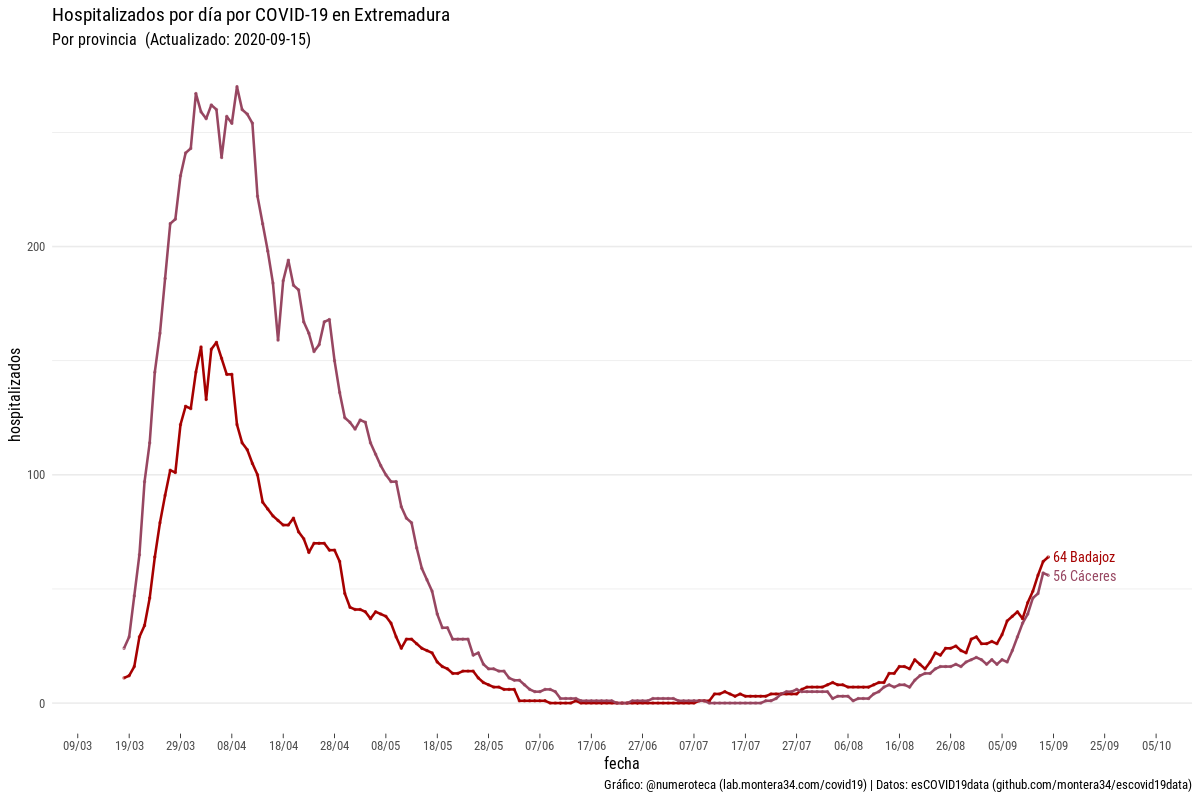 Hospitalizados por día por COVID-19 en Extremadura
Por provincia  (Actualizado: 2020-09-15)
hospitalizados
200
100
0
64 Badajoz
56 Cáceres
09/03 19/03 29/03 08/04 18/04 28/04 08/05 18/05 28/05 07/06 17/06 27/06 07/07 17/07 27/07 06/08 16/08 26/08 05/09 15/09 25/09 05/10
fecha
Gráfico: @numeroteca (lab.montera34.com/covid19) | Datos: esCOVID19data (github.com/montera34/escovid19data)